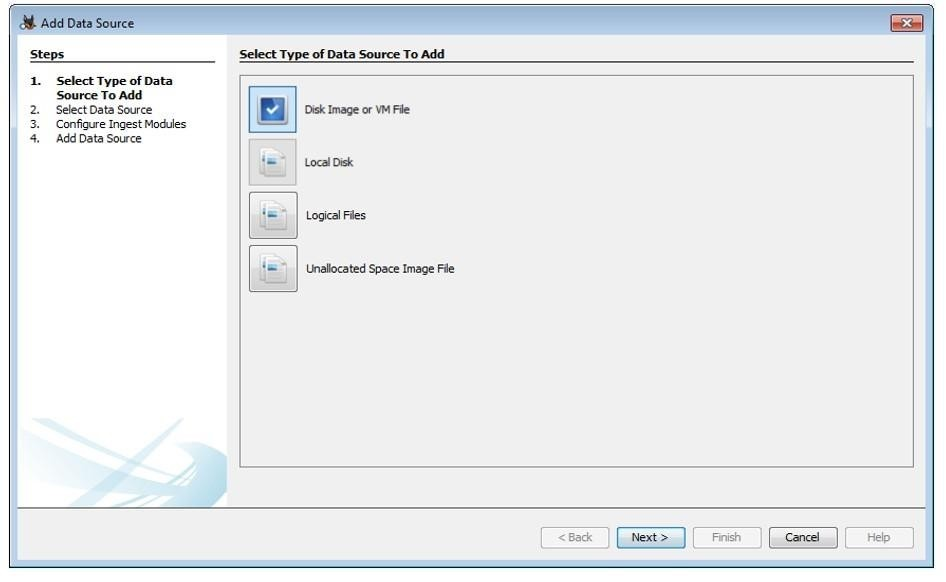 Add Data Source
Steps
1. Select Type of Data
Source To Add
2. Select Data Source
3. Configure Ingest Modules
4. Add Data Source
Select Type of Data Source To Add
Disk Image or VM File
Local Disk
Logical Files
Unallocated Space Image File
< Back
Next >
Finish
Cancel
Help